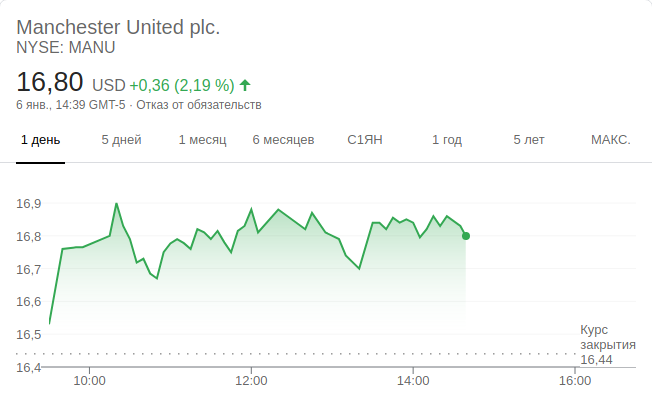 Manchester United plc.
NYSE: MANU
16,80 USD +0,36 (2,19 %)
6 янв., 14:39 GMT-5 · Отказ от обязательств
1 день 5 дней 1 месяц 6 месяцев С1ЯН 1 год 5 лет МАКС.
16,9
16,8
16,7
16,6
16,5
16,4
Курс
закрытия
16,44
10:00 12:00 14:00 16:00